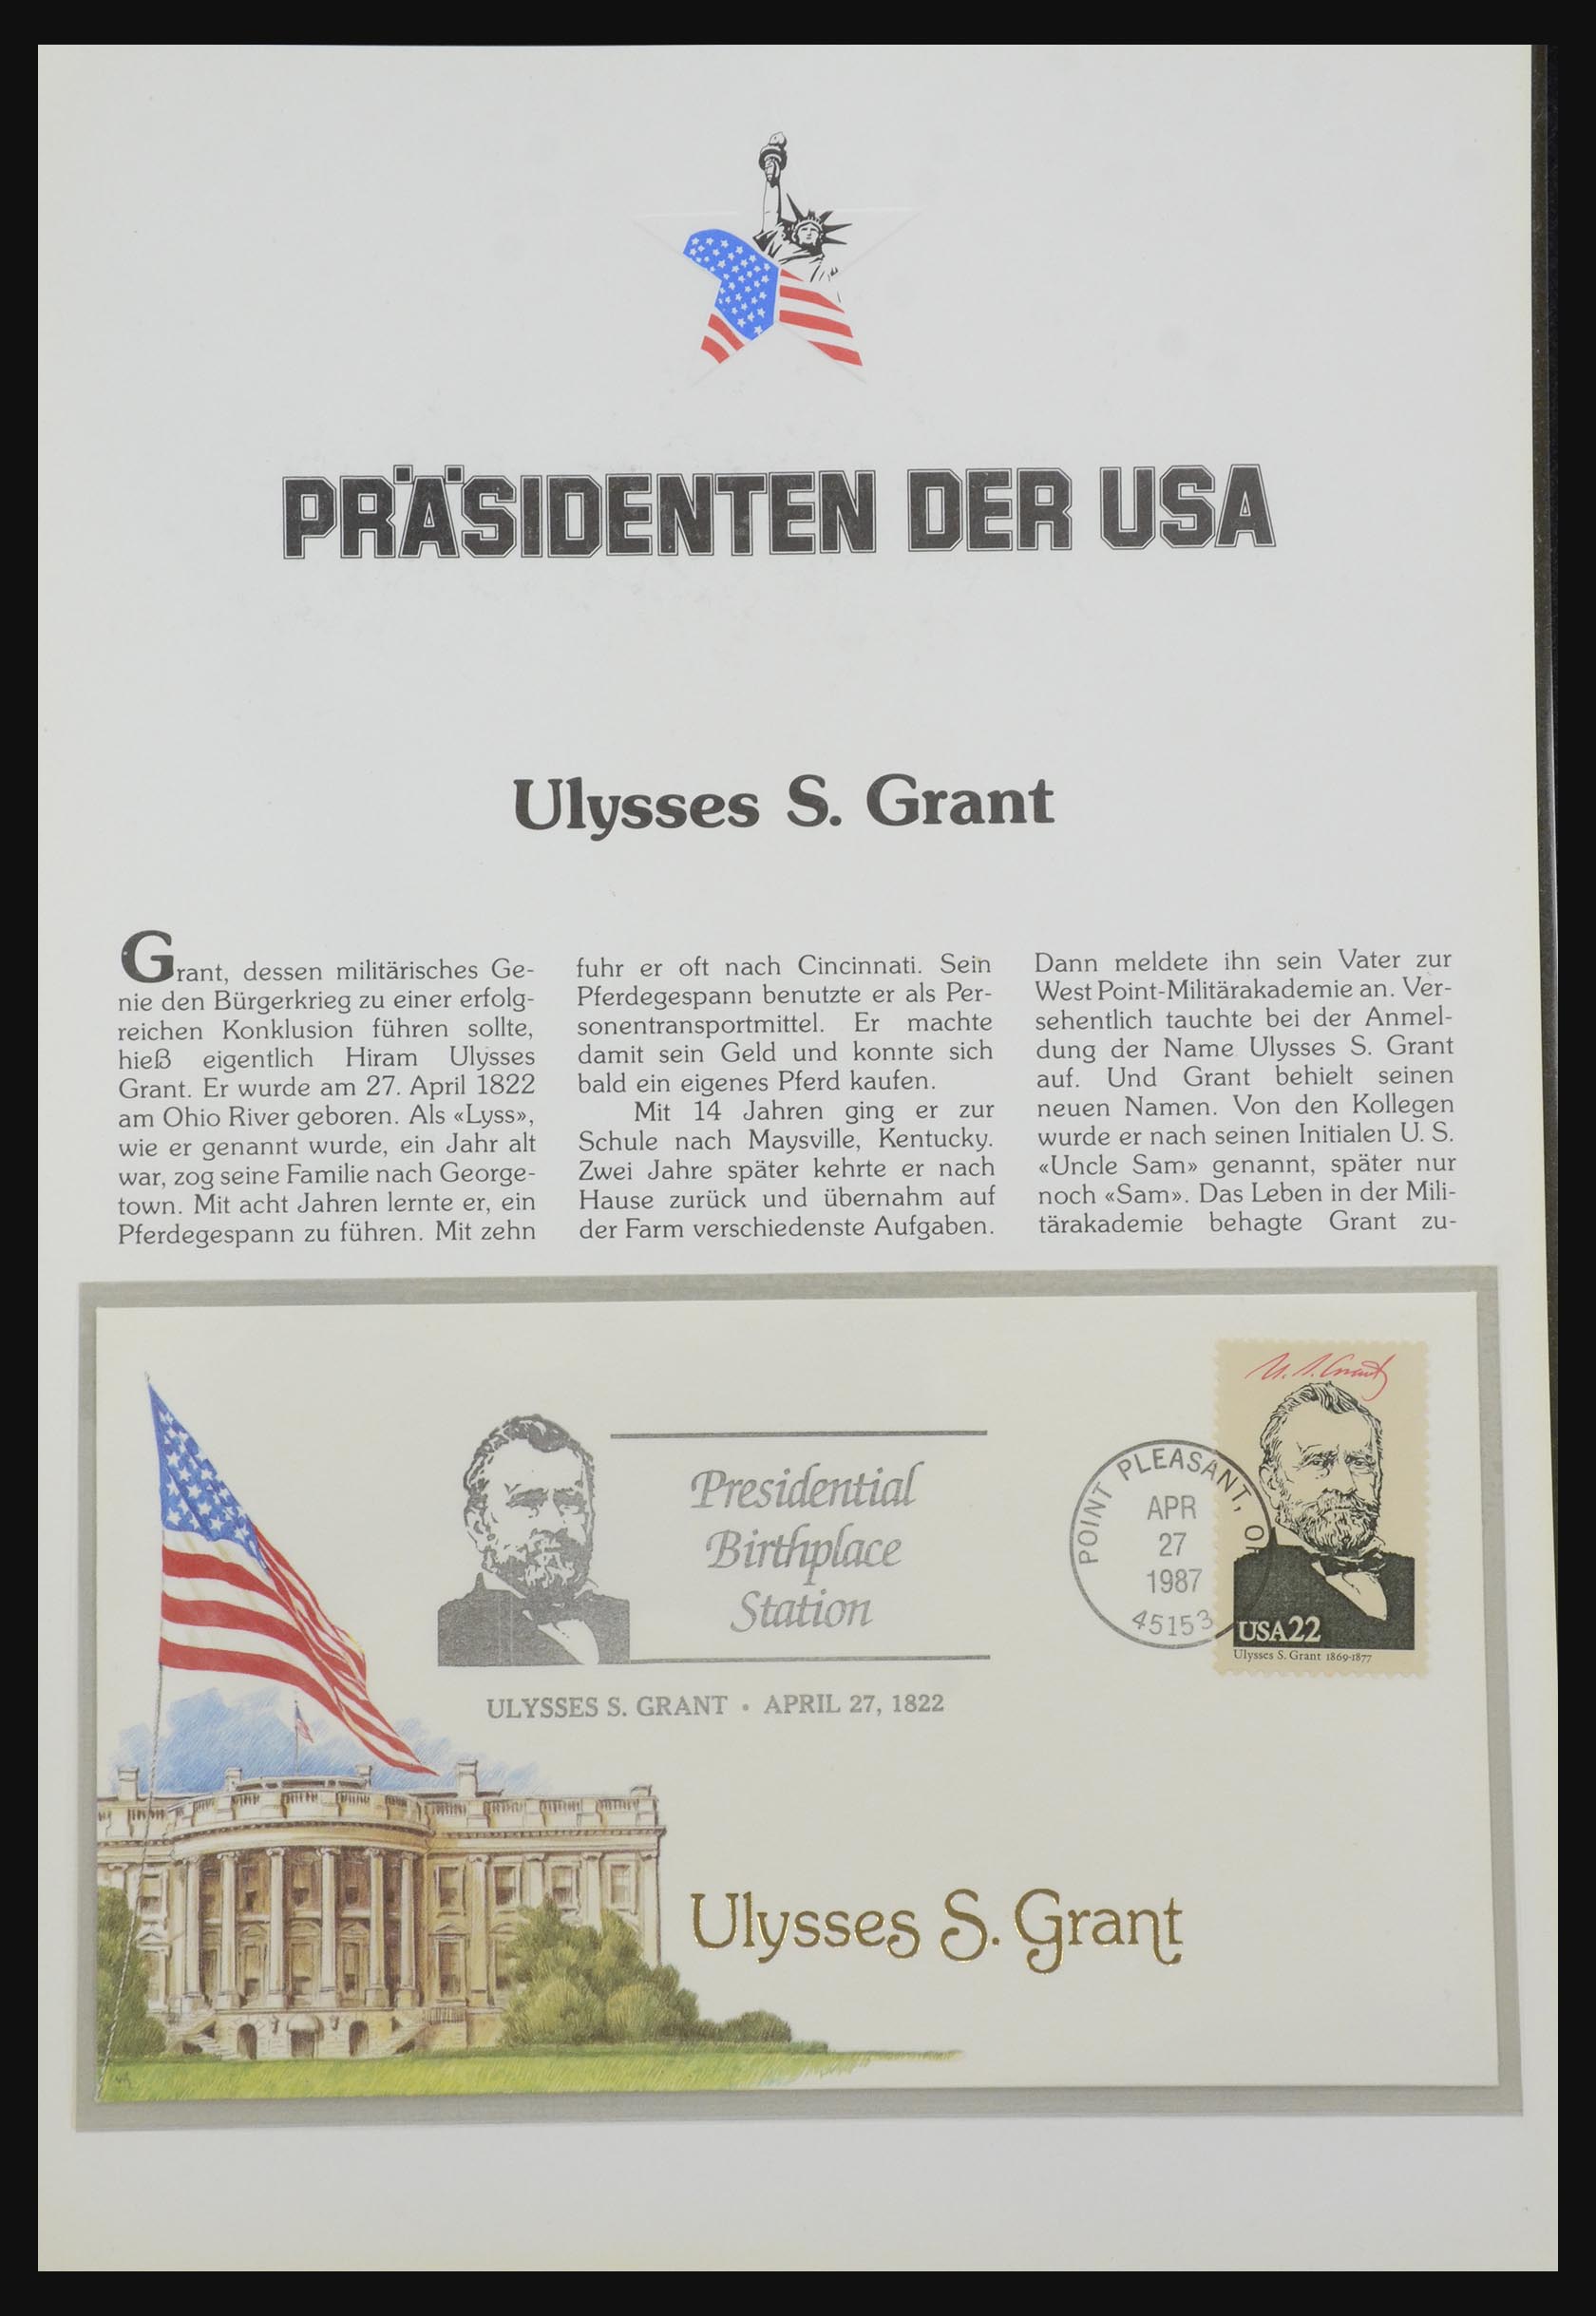 PRÄSIDENTEN DER USA
Ulysses S. Grant
Grant, dessen militärisches Ge-
nie den Bürgerkrieg zu einer erfolg-
reichen Konklusion führen sollte,
hieß eigentlich Hiram Ulysses
Grant. Er wurde am 27. April 1822
am Ohio River geboren. Als «Lyss»,
wie er genannt wurde, ein Jahr alt
war, zog seine Familie nach George-
town. Mit acht Jahren lernte er, ein
Pferdegespann zu führen. Mit zehn
fuhr er oft nach Cincinnati. Sein
Pferdegespann benutzte er als Per-
sonentransportmittel. Er machte
damit sein Geld und konnte sich
bald ein eigenes Pferd kaufen.
Mit 14 Jahren ging er zur
Schule nach Maysville, Kentucky.
Zwei Jahre später kehrte er nach
Hause zurück und übernahm auf
der Farm verschiedenste Aufgaben.
Dann meldete ihn sein Vater zur
West Point-Militärakademie an. Ver-
sehentlich tauchte bei der Anmel-
dung der Name Ulysses S. Grant
auf. Und Grant behielt seinen
neuen Namen. Von den Kollegen
wurde er nach seinen Initialen U. S.
«Uncle Sam» genannt, später nur
noch «Sam». Das Leben in der Mili-
tärakademie behagte Grant zu-
Presidential
Birthplace
Station
ULYSSES S. GRANT • APRIL 27, 1822
POINT PLEASANT, OH
APR
27
1987
45153
U. S. Grant
USA22
Ulysses S. Grant 1869-1877
Ulysses S. Grant